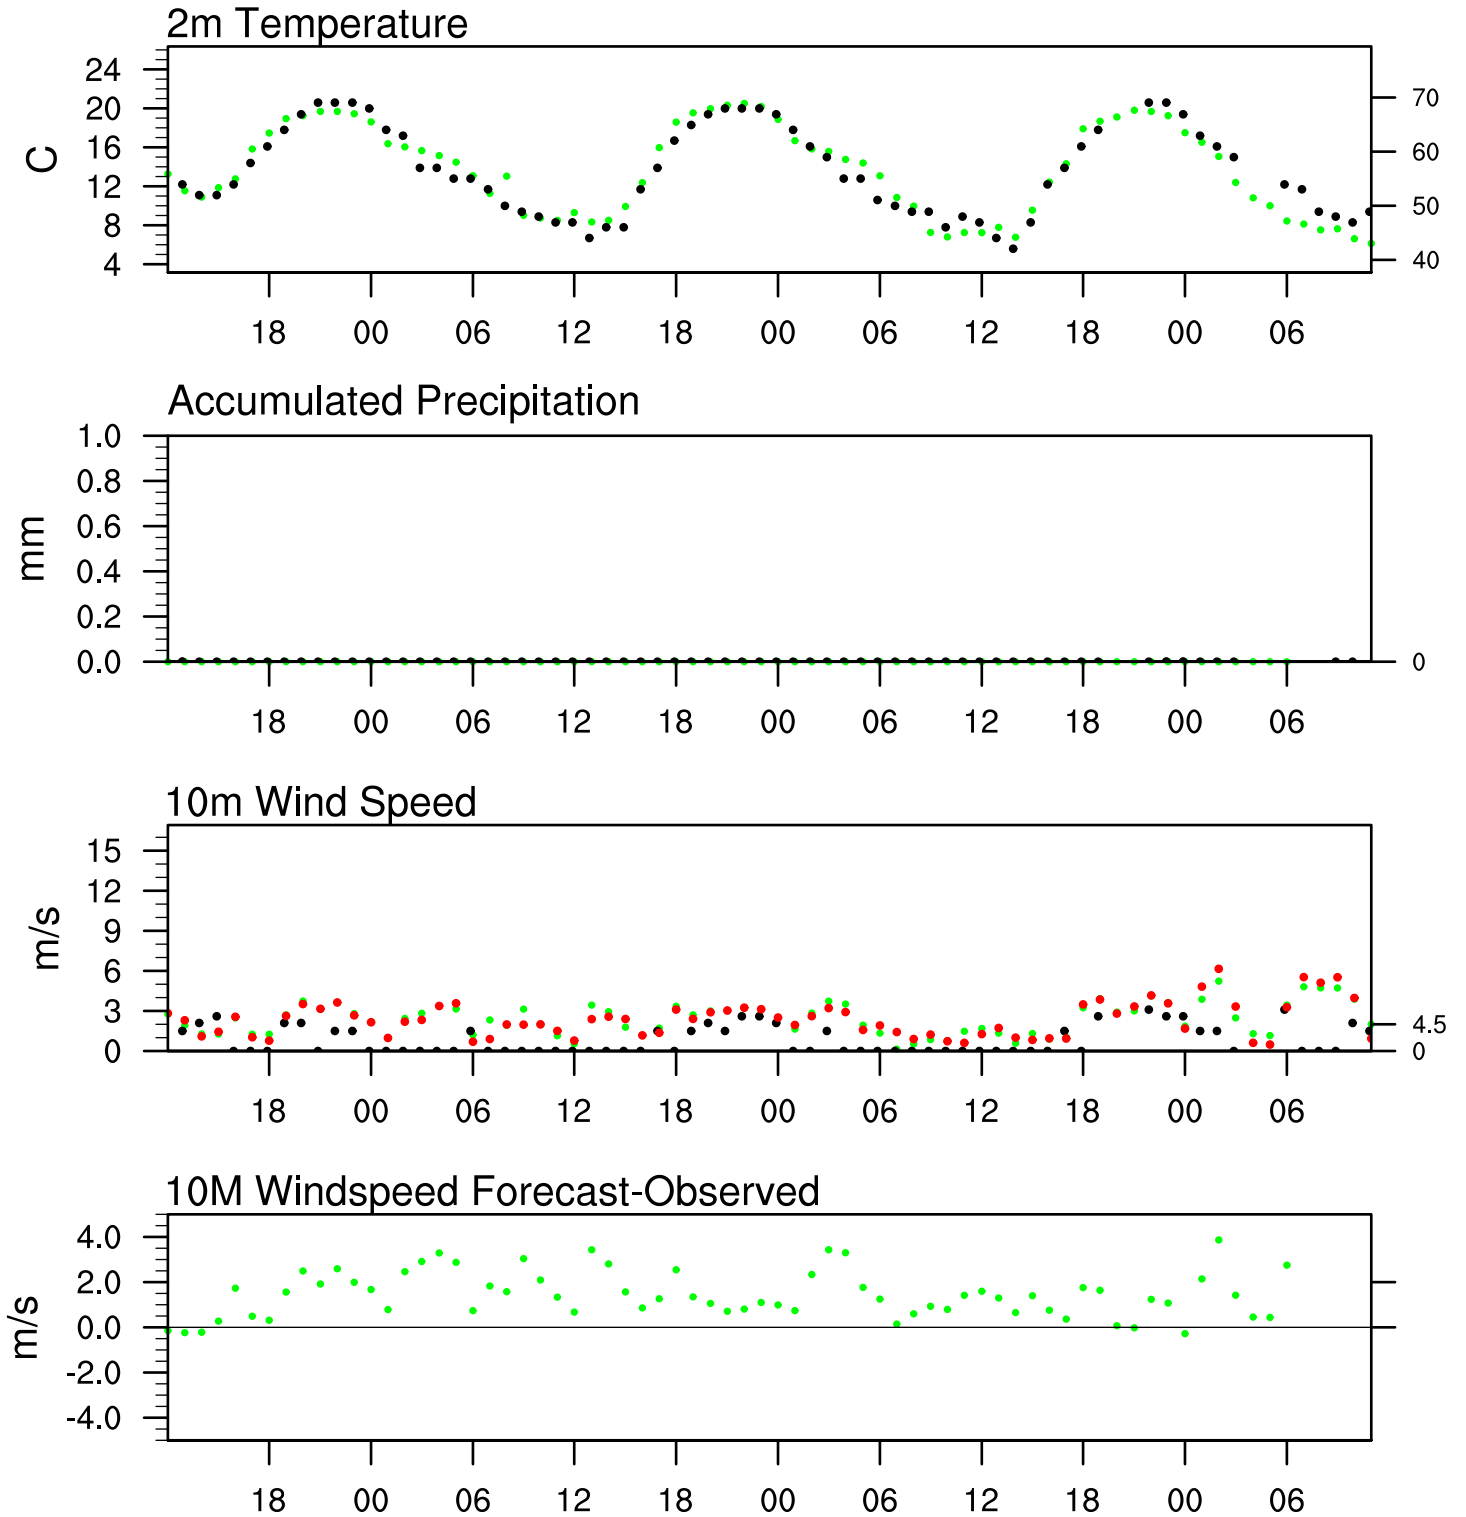 2m Temperature
24
20
16
12
8
4
C
70
60
50
40
18 00 06 12 18 00 06 12 18 00 06
Accumulated Precipitation
1.0
0.8
0.6
0.4
0.2
0.0
mm
0
18 00 06 12 18 00 06 12 18 00 06
10m Wind Speed
15
12
9
6
3
0
m/s
4.5
0
18 00 06 12 18 00 06 12 18 00 06
10M Windspeed Forecast-Observed
4.0
2.0
0.0
-2.0
-4.0
m/s
18 00 06 12 18 00 06 12 18 00 06